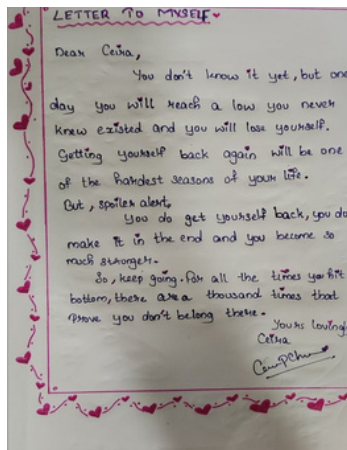 LETTER TO MYSELF
Dear Ceira,
You don't know it yet, but one
day you will reach a low you never
knew existed and you will lose yourself.
Getting yourself back again will be one
of the hardest seasons of your life.
But, spoiler alert,
You do get yourself back, you do
make it in the end and you become so
much stronger.
So, keep going. For all the times you hit
bottom, there are a thousand times that
prove you don't belong there.
Yours loving
Ceira